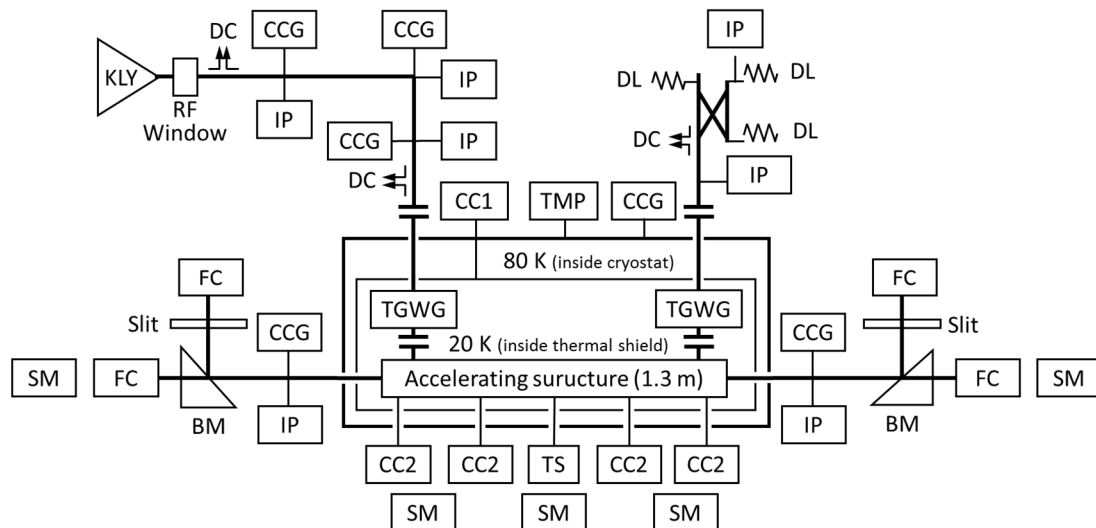 DC
CCG
CCG
IP
KLY
DL
DL
IP
RF
Window
IP
CCG
IP
DC
DL
DC
IP
CC1
TMP
CCG
80 K (inside cryostat)
FC
FC
TGWG
TGWG
Slit
CCG
20 K (inside thermal shield)
CCG
Slit
SM
FC
Accelerating suructure (1.3 m)
FC
SM
BM
IP
IP
BM
CC2
CC2
TS
CC2
CC2
SM
SM
SM